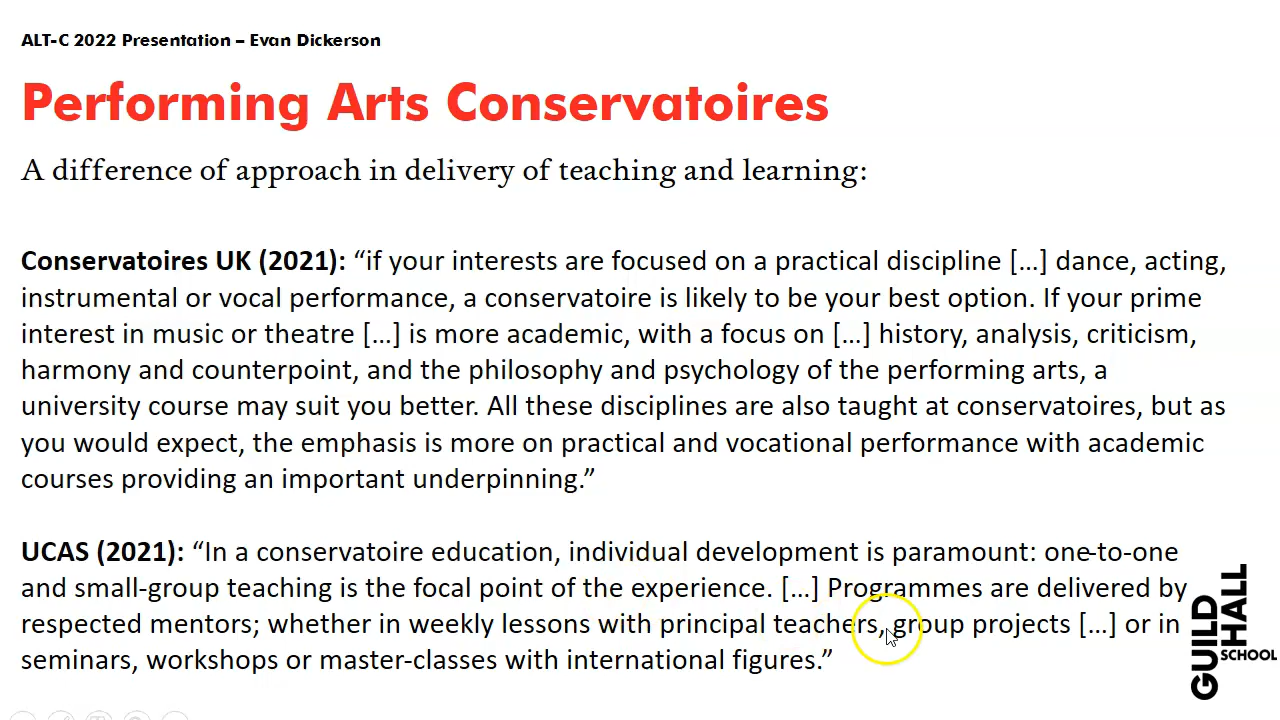 ALT-C 2022 Presentation – Evan Dickerson
Performing Arts Conservatoires
A difference of approach in delivery of teaching and learning:
Conservatoires UK (2021): “if your interests are focused on a practical discipline [...] dance, acting,
instrumental or vocal performance, a conservatoire is likely to be your best option. If your prime
interest in music or theatre [...] is more academic, with a focus on [...] history, analysis, criticism,
harmony and counterpoint, and the philosophy and psychology of the performing arts, a
university course may suit you better. All these disciplines are also taught at conservatoires, but as
you would expect, the emphasis is more on practical and vocational performance with academic
courses providing an important underpinning.”
UCAS (2021): “In a conservatoire education, individual development is paramount: one-to-one
and small-group teaching is the focal point of the experience. [...] Programmes are delivered by
respected mentors; whether in weekly lessons with principal teachers, group projects [...] or in
seminars, workshops or master-classes with international figures.”
GUILD
HALL
SCHOOL